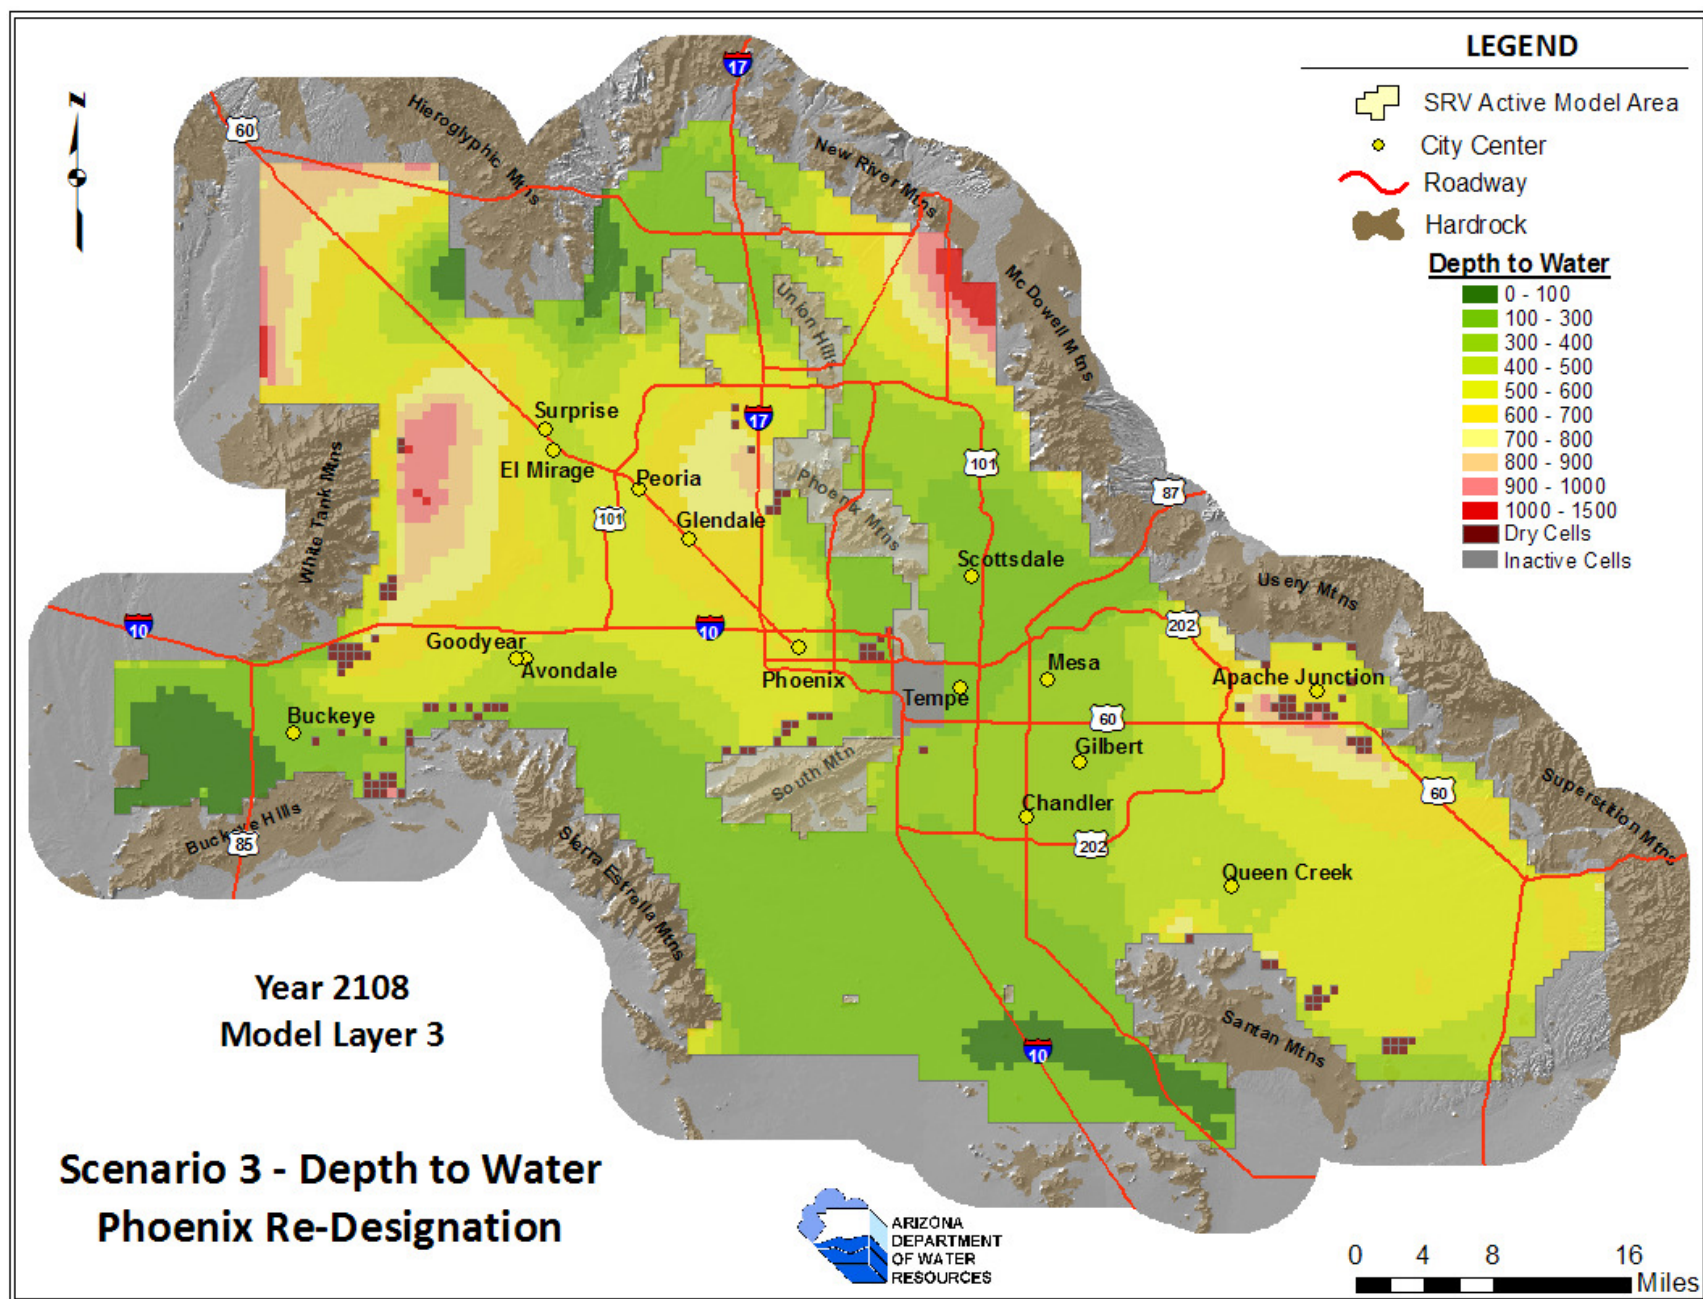 LEGEND
SRV Active Model Area
City Center
Roadway
Hardrock
Depth to Water
0 - 100
100 - 300
300 - 400
400 - 500
500 - 600
600 - 700
700 - 800
800 - 900
900 - 1000
1000 - 1500
Dry Cells
Inactive Cells
N
17
60
Hieroglyphic Mtns
New River Mtns
Mc Dowell Mtns
Union Hills
17
Surprise
El Mirage
Peoria
101
Glendale
Phoenix Mtns
101
87
White Tank Mtns
Scottsdale
Usery Mtns
10
10
202
Goodyear
Avondale
Phoenix
Mesa
Tempe
Apache Junction
Buckeye
60
Gilbert
South Mtn
Chandler
60
Superstition Mtns
Buckeye Hills
85
202
Sierra Estrella Mtns
Queen Creek
Santan Mtns
10
Year 2108
Model Layer 3
Scenario 3 - Depth to Water
Phoenix Re-Designation
ARIZONA
DEPARTMENT
OF WATER
RESOURCES
0 4 8 16
Miles